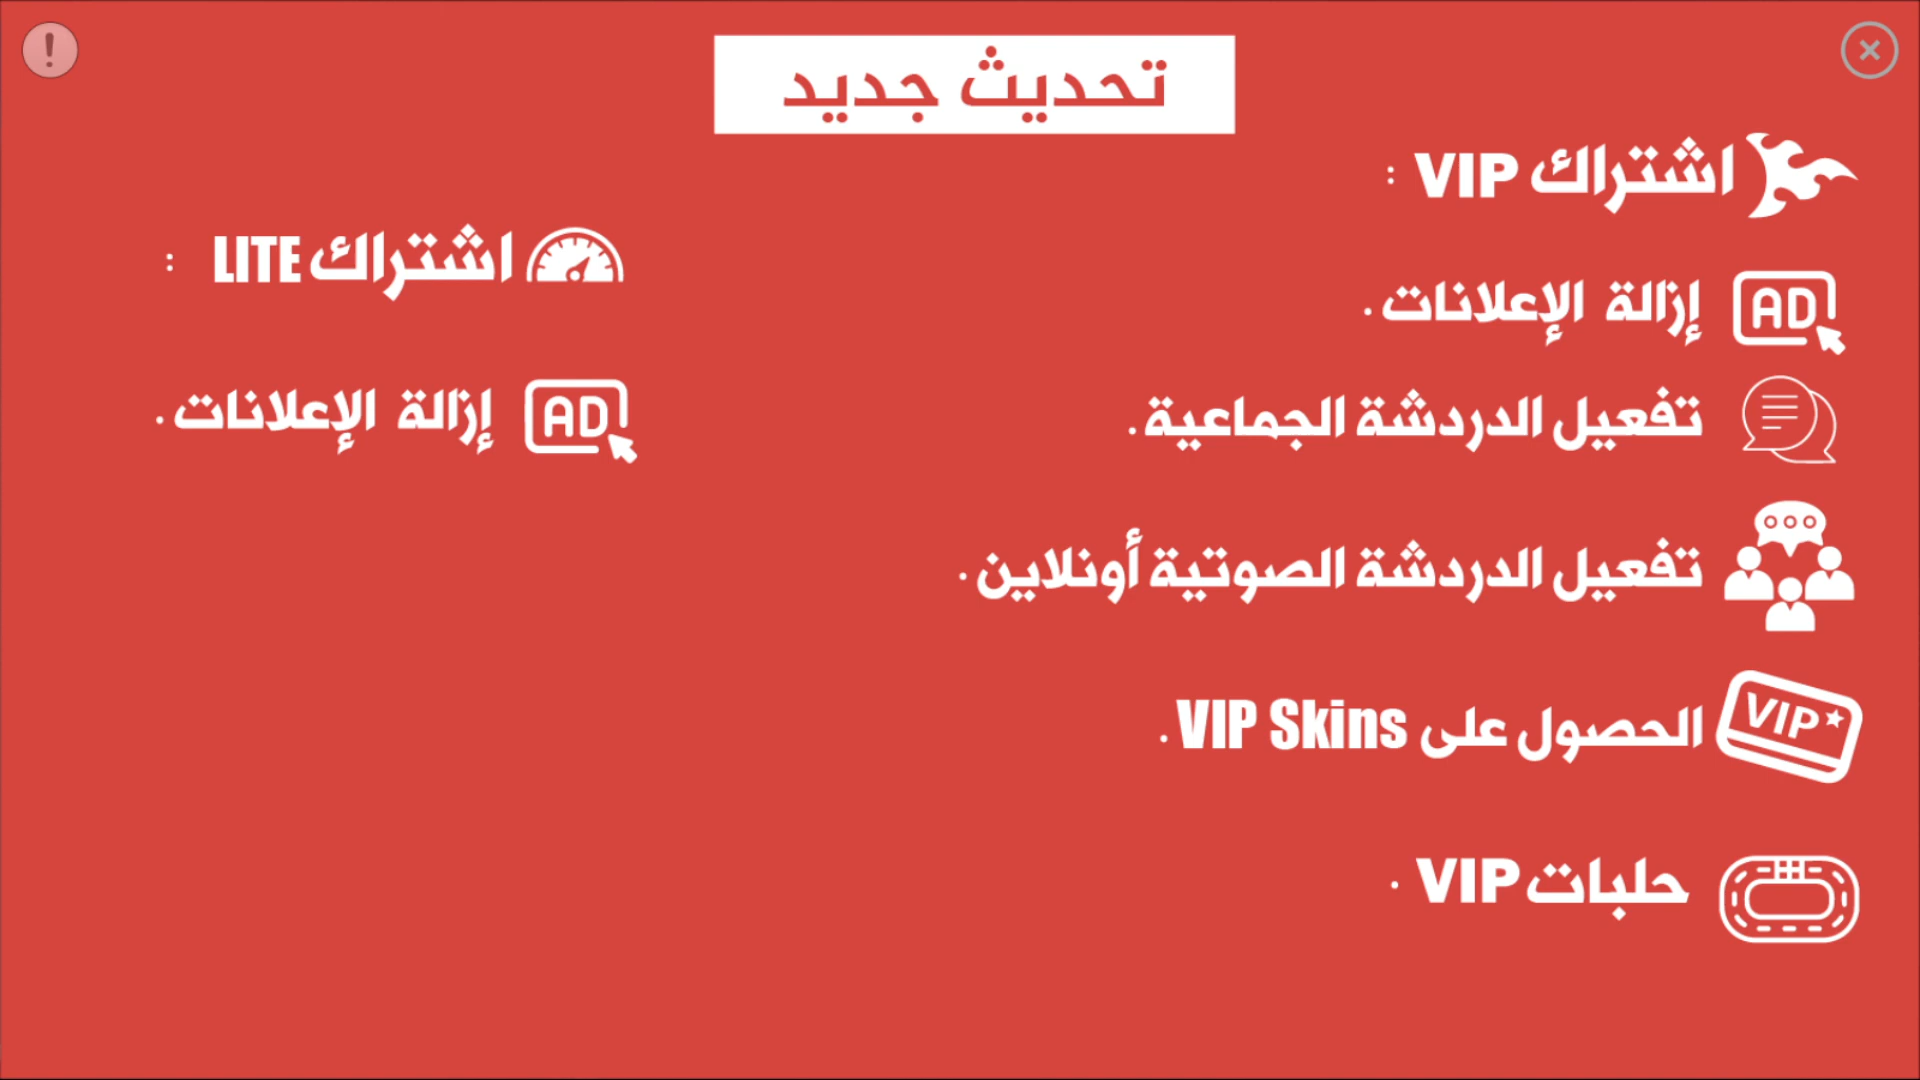 تحديث جديد
اشتراك VIP :
إزالة الإعلانات .
AD
تفعيل الدردشة الجماعية .
تفعيل الدردشة الصوتية أونلاين .
الحصول على VIP Skins .
VIP
حلبات VIP .
اشتراك LITE :
إزالة الإعلانات .
AD